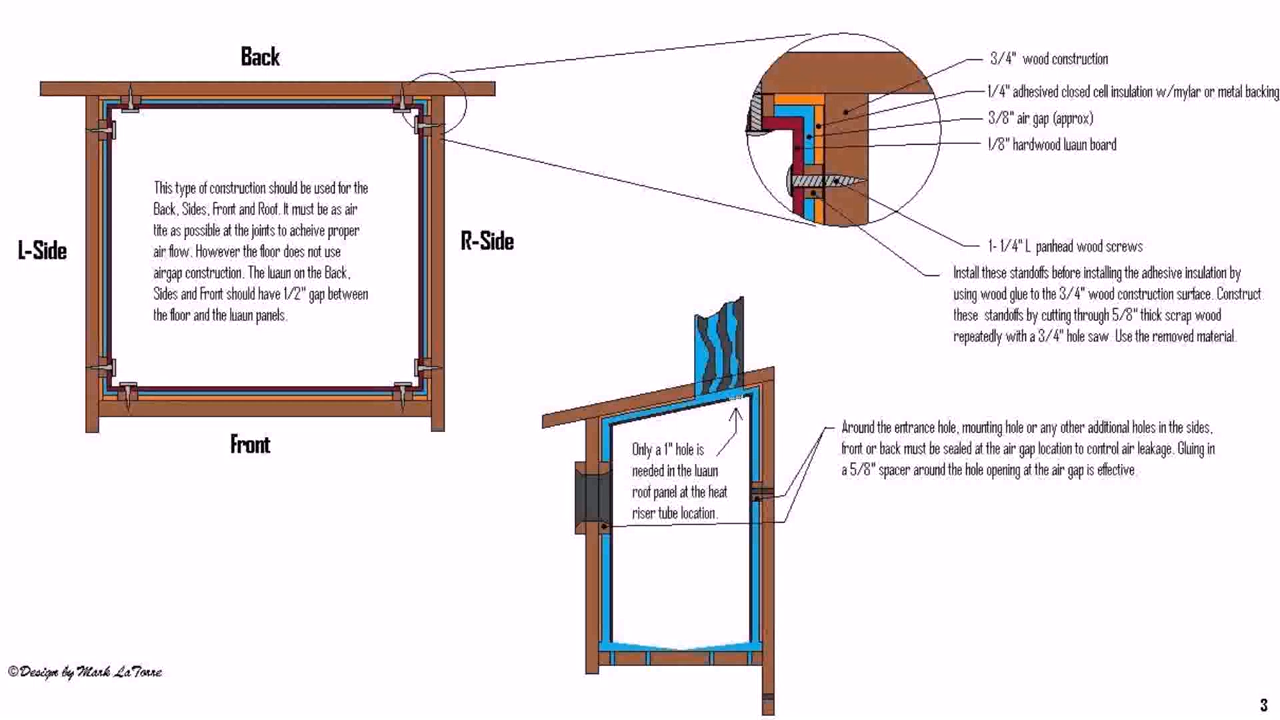 Back
3/4" wood construction
1/4" adhesived closed cell insulation w/mylar or metal backing
3/8" air gap (approx)
1/8" hardwood luaun board
This type of construction should be used for the
Back, Sides, Front and Roof. It must be as air
tite as possible at the joints to acheive proper
air flow. However the floor does not use
airgap construction. The luaun on the Back,
Sides and Front should have 1/2" gap between
the floor and the luaun panels.
L-Side
R-Side
1- 1/4" L panhead wood screws
Install these standoffs before installing the adhesive insulation by
using wood glue to the 3/4" wood construction surface. Construct
these standoffs by cutting through 5/8" thick scrap wood
repeatedly with a 3/4" hole saw. Use the removed material.
Front
Only a 1" hole is
needed in the luaun
roof panel at the heat
riser tube location.
Around the entrance hole, mounting hole or any other additional holes in the sides,
front or back must be sealed at the air gap location to control air leakage. Gluing in
a 5/8" spacer around the hole opening at the air gap is effective.
©Design by Mark LaTorre
3